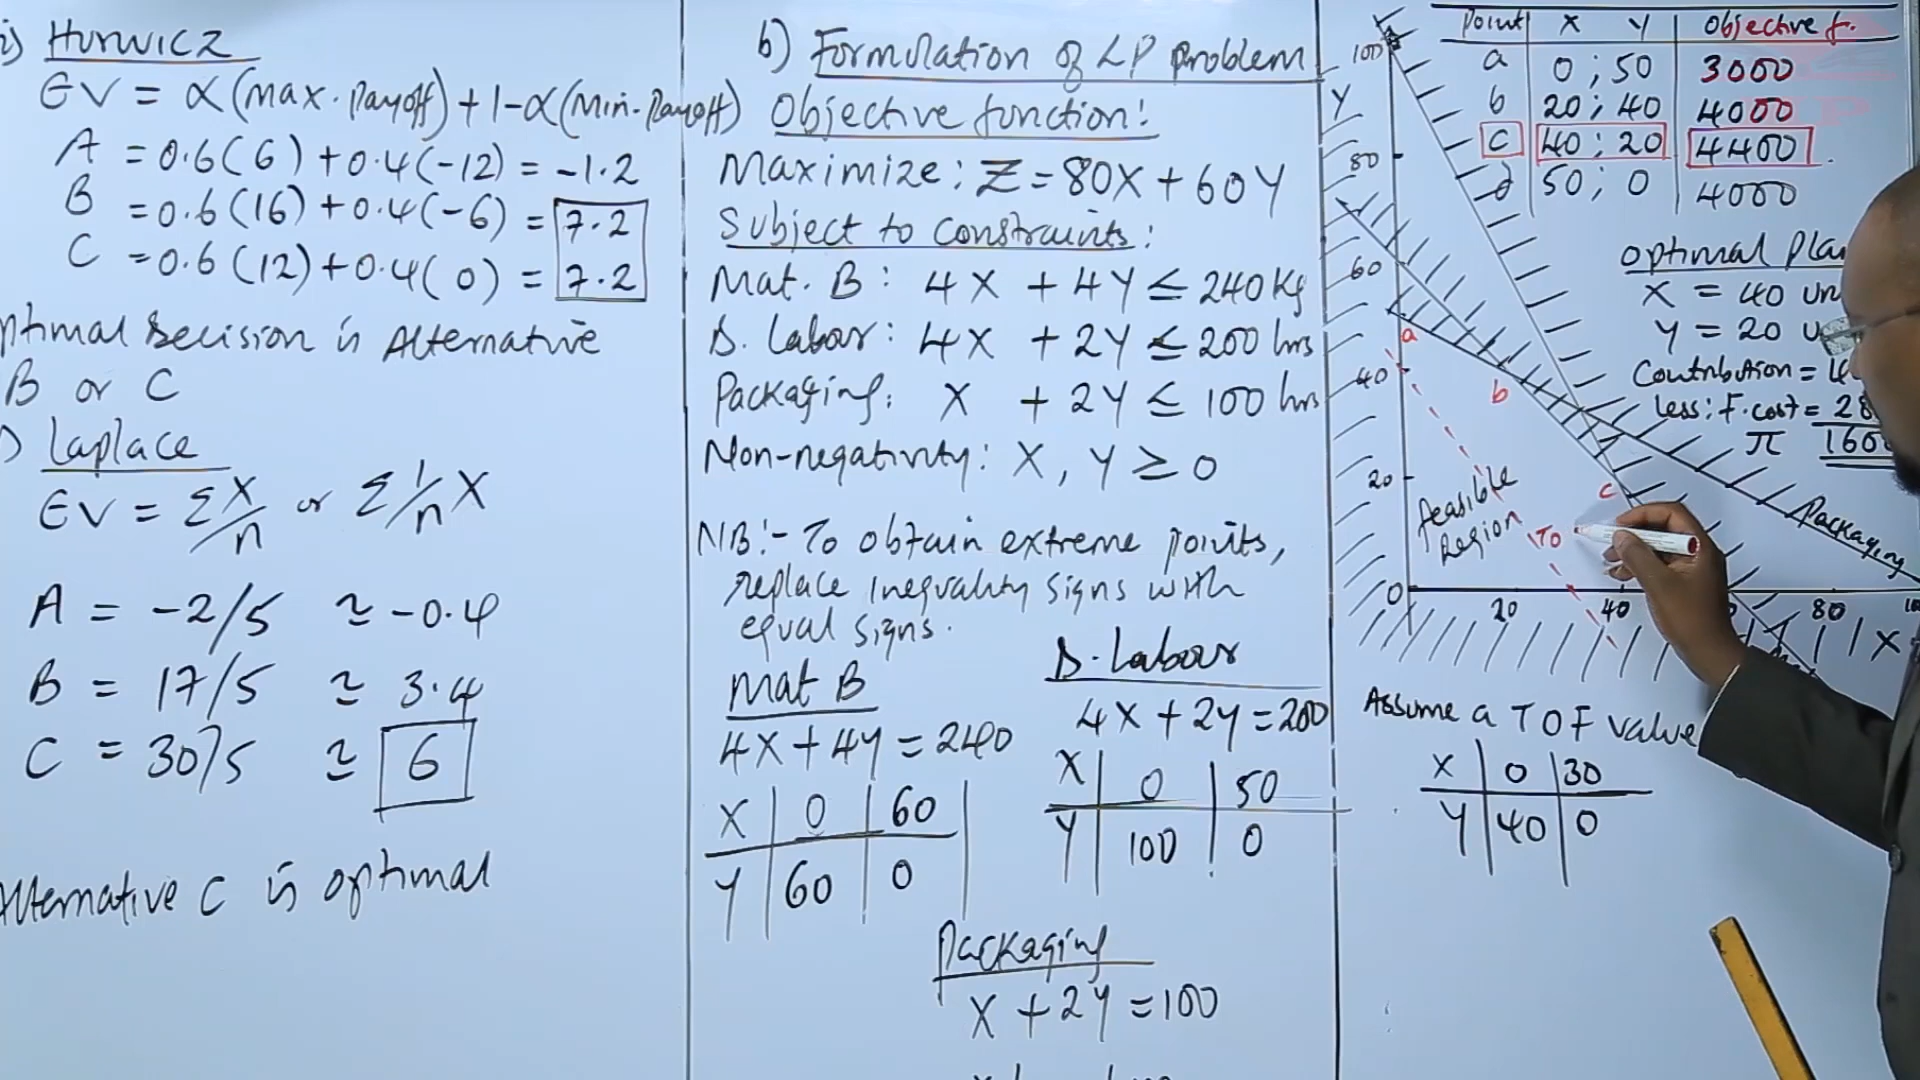 i) Hurwicz
EV = α(max. Payoff) + 1-α(Min. Payoff)
A = 0.6(6) + 0.4(-12) = -1.2
B = 0.6(16) + 0.4(-6) = 7.2
C = 0.6(12) + 0.4(0) = 7.2
Optimal Decision is Alternative
B or C
) Laplace
EV = ΣX/n or Σ1/n X
A = -2/5 ≃ -0.4
B = 17/5 ≃ 3.4
C = 30/5 ≃ 6
Alternative C is optimal
b) Formulation of LP problem
Objective function:
Maximize: Z = 80X + 60Y
Subject to constraints:
Mat. B: 4X + 4Y ≤ 240 Kg
D. Labour: 4X + 2Y ≤ 200 hrs
Packaging: X + 2Y ≤ 100 hrs
Non-negativity: X, Y ≥ 0
NB:- To obtain extreme points,
replace inequality signs with
equal signs.
Mat B
4X + 4Y = 240
X 0 60
Y 60 0
D. Labour
4X + 2Y = 200
X 0 50
Y 100 0
Packaging
X + 2Y = 100
Point X Y Objective f.
a 0 ; 50 3000
b 20 ; 40 4000
c 40 ; 20 4400
d 50 ; 0 4000
Optimal Plan
X = 40 un
Y = 20 u
Contribution = 4
Less: F. cost = 28
π 1600
Y
100
80
60
40
20
0
20
40
80
X
a
b
c
Feasible
Region
TO
Packaging
Assume a TOF value
X 0 30
Y 40 0